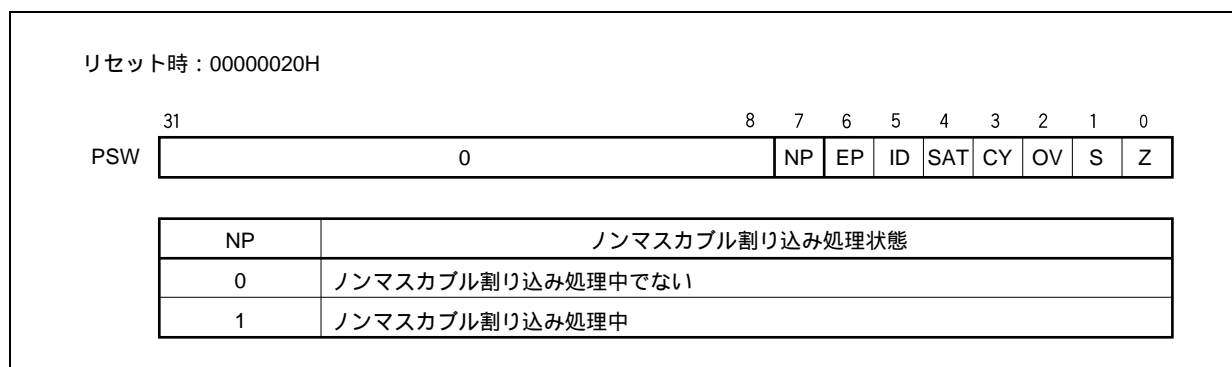 リセット時：00000020H
31 8 7 6 5 4 3 2 1 0
PSW 0 NP EP ID SAT CY OV S Z
NP ノンマスカブル割り込み処理状態
0 ノンマスカブル割り込み処理中でない
1 ノンマスカブル割り込み処理中